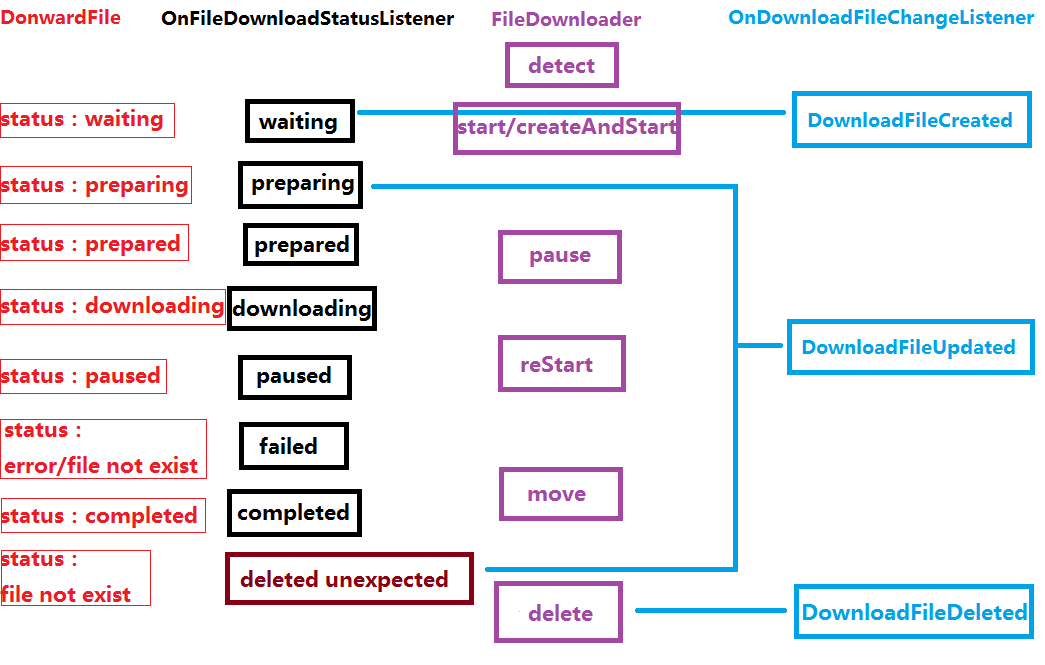 DonwardFile OnFileDownloadStatusListener FileDownloader OnDownloadFileChangeListener
detect
status : waiting waiting start/createAndStart DownloadFileCreated
status : preparing preparing
status : prepared prepared pause
status : downloading downloading
DownloadFileUpdated
status : paused paused reStart
status :
error/file not exist failed
move
status : completed completed
status :
file not exist deleted unexpected
delete DownloadFileDeleted